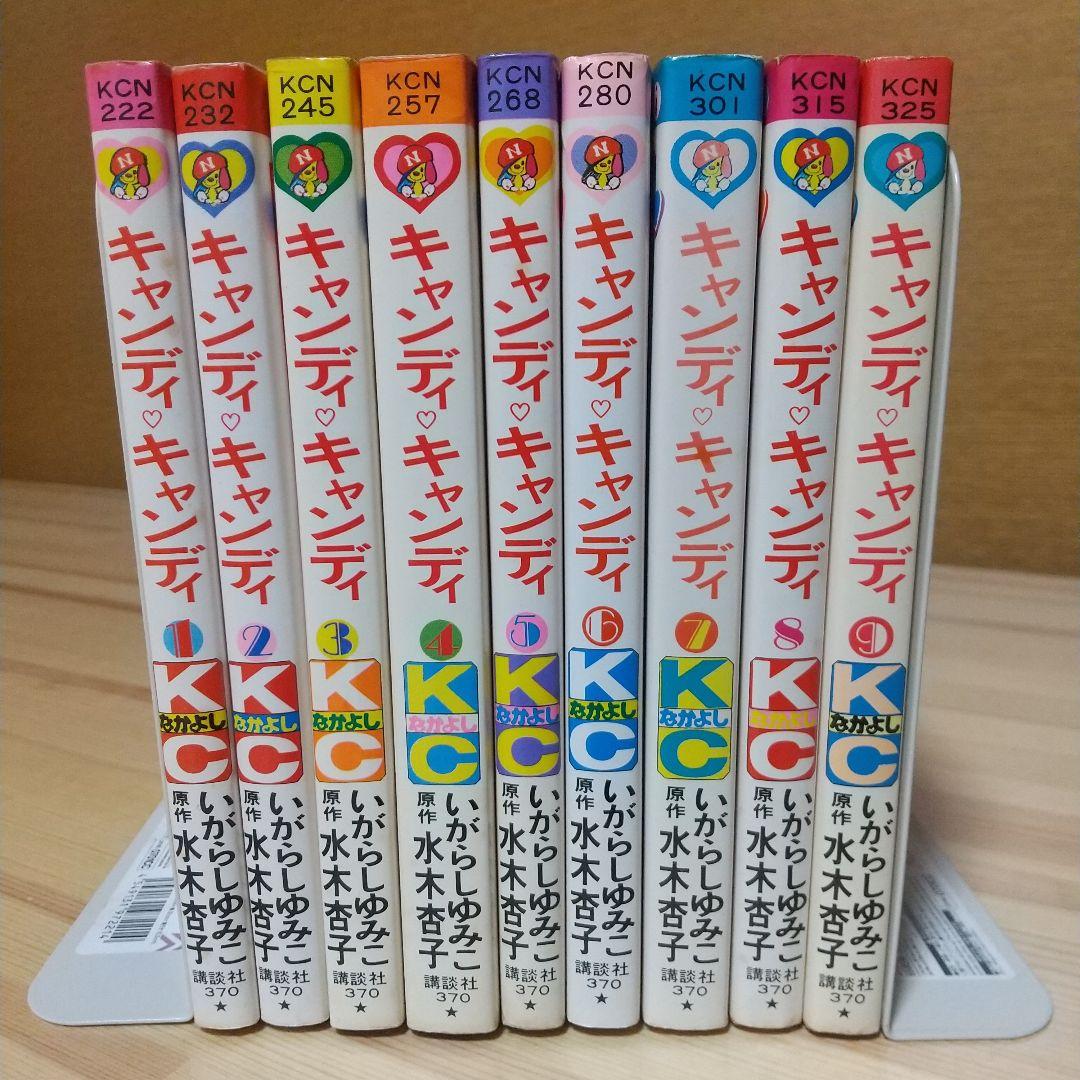 KCN
222
キャンディ♡キャンディ
1
K
なかよし
C
いがらしゆみこ
原作 水木杏子
講談社
370
★
KCN
232
キャンディ♡キャンディ
2
K
なかよし
C
いがらしゆみこ
原作 水木杏子
講談社
370
★
KCN
245
キャンディ♡キャンディ
3
K
なかよし
C
いがらしゆみこ
原作 水木杏子
講談社
370
★
KCN
257
キャンディ♡キャンディ
4
K
なかよし
C
いがらしゆみこ
原作 水木杏子
講談社
370
★
KCN
268
キャンディ♡キャンディ
5
K
なかよし
C
いがらしゆみこ
原作 水木杏子
講談社
370
★
KCN
280
キャンディ♡キャンディ
6
K
なかよし
C
いがらしゆみこ
原作 水木杏子
講談社
370
★
KCN
301
キャンディ♡キャンディ
7
K
なかよし
C
いがらしゆみこ
原作 水木杏子
講談社
370
★
KCN
315
キャンディ♡キャンディ
8
K
なかよし
C
いがらしゆみこ
原作 水木杏子
講談社
370
★
KCN
325
キャンディ♡キャンディ
9
K
なかよし
C
いがらしゆみこ
原作 水木杏子
講談社
370
★